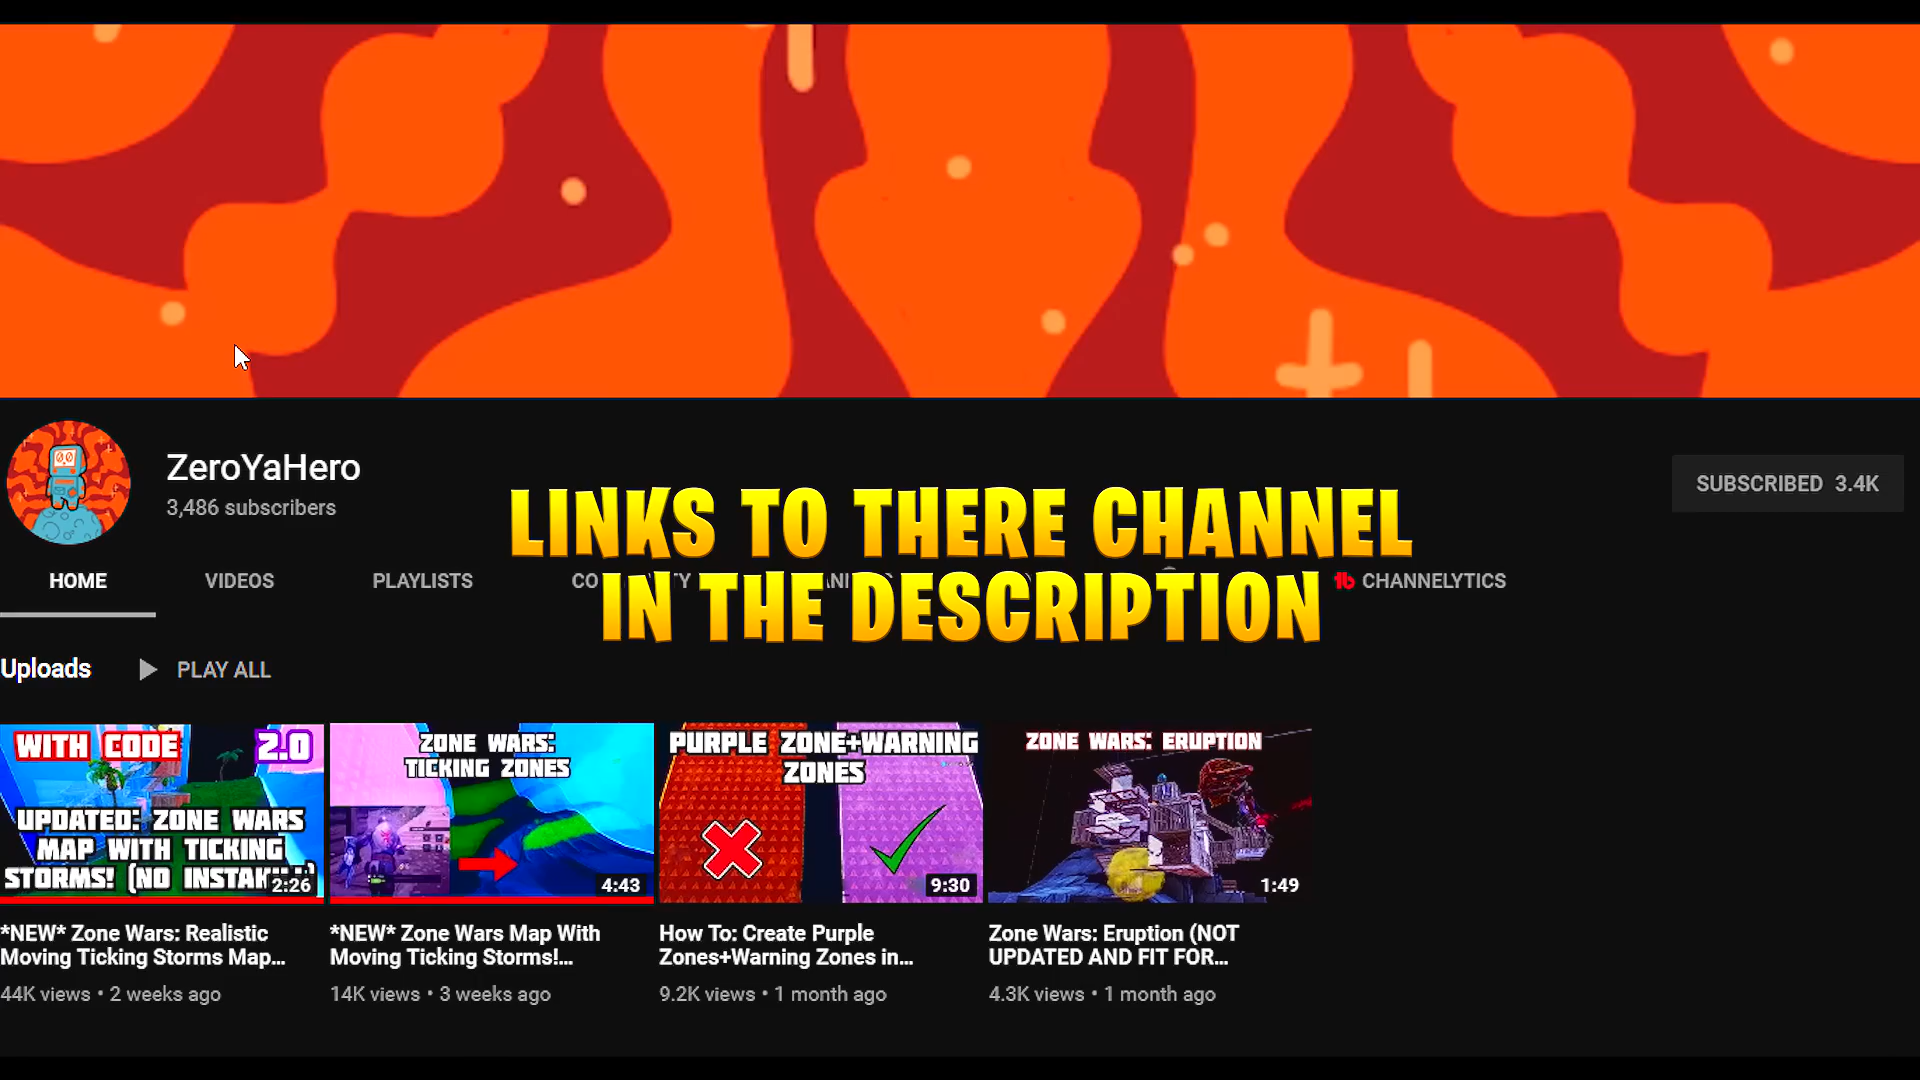 ZeroYaHero
3,486 subscribers
SUBSCRIBED 3.4K
LINKS TO THERE CHANNEL
IN THE DESCRIPTION
HOME VIDEOS PLAYLISTS CHANNELYTICS
Uploads PLAY ALL
WITH CODE 2.0
UPDATED: ZONE WARS
MAP WITH TICKING
STORMS! (NO
2:26
ZONE WARS:
TICKING ZONES
4:43
PURPLE ZONE+WARNING
ZONES
9:30
ZONE WARS: ERUPTION
1:49
*NEW* Zone Wars: Realistic
Moving Ticking Storms Map...
44K views • 2 weeks ago
*NEW* Zone Wars Map With
Moving Ticking Storms!...
14K views • 3 weeks ago
How To: Create Purple
Zones+Warning Zones in...
9.2K views • 1 month ago
Zone Wars: Eruption (NOT
UPDATED AND FIT FOR...
4.3K views • 1 month ago